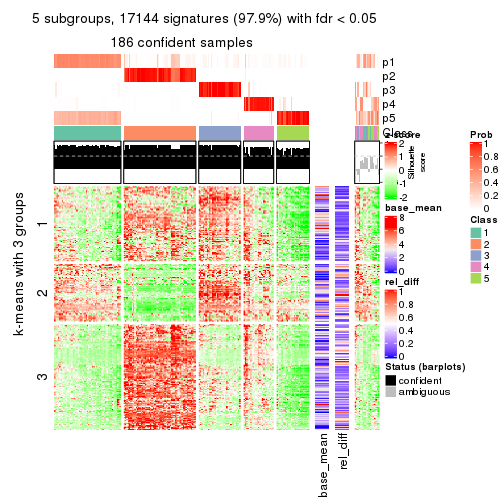 5 subgroups, 17144 signatures (97.9%) with fdr < 0.05
186 confident samples
p1
p2
p3
p4
p5
Class
Silhouette
score
k-means with 3 groups
1
2
3
base_mean
rel_diff
z-score
2
1
0
-1
-2
base_mean
8
6
4
2
0
rel_diff
1
0.8
0.6
0.4
0.2
0
Status (barplots)
confident
ambiguous
Prob
1
0.8
0.6
0.4
0.2
0
Class
1
2
3
4
5